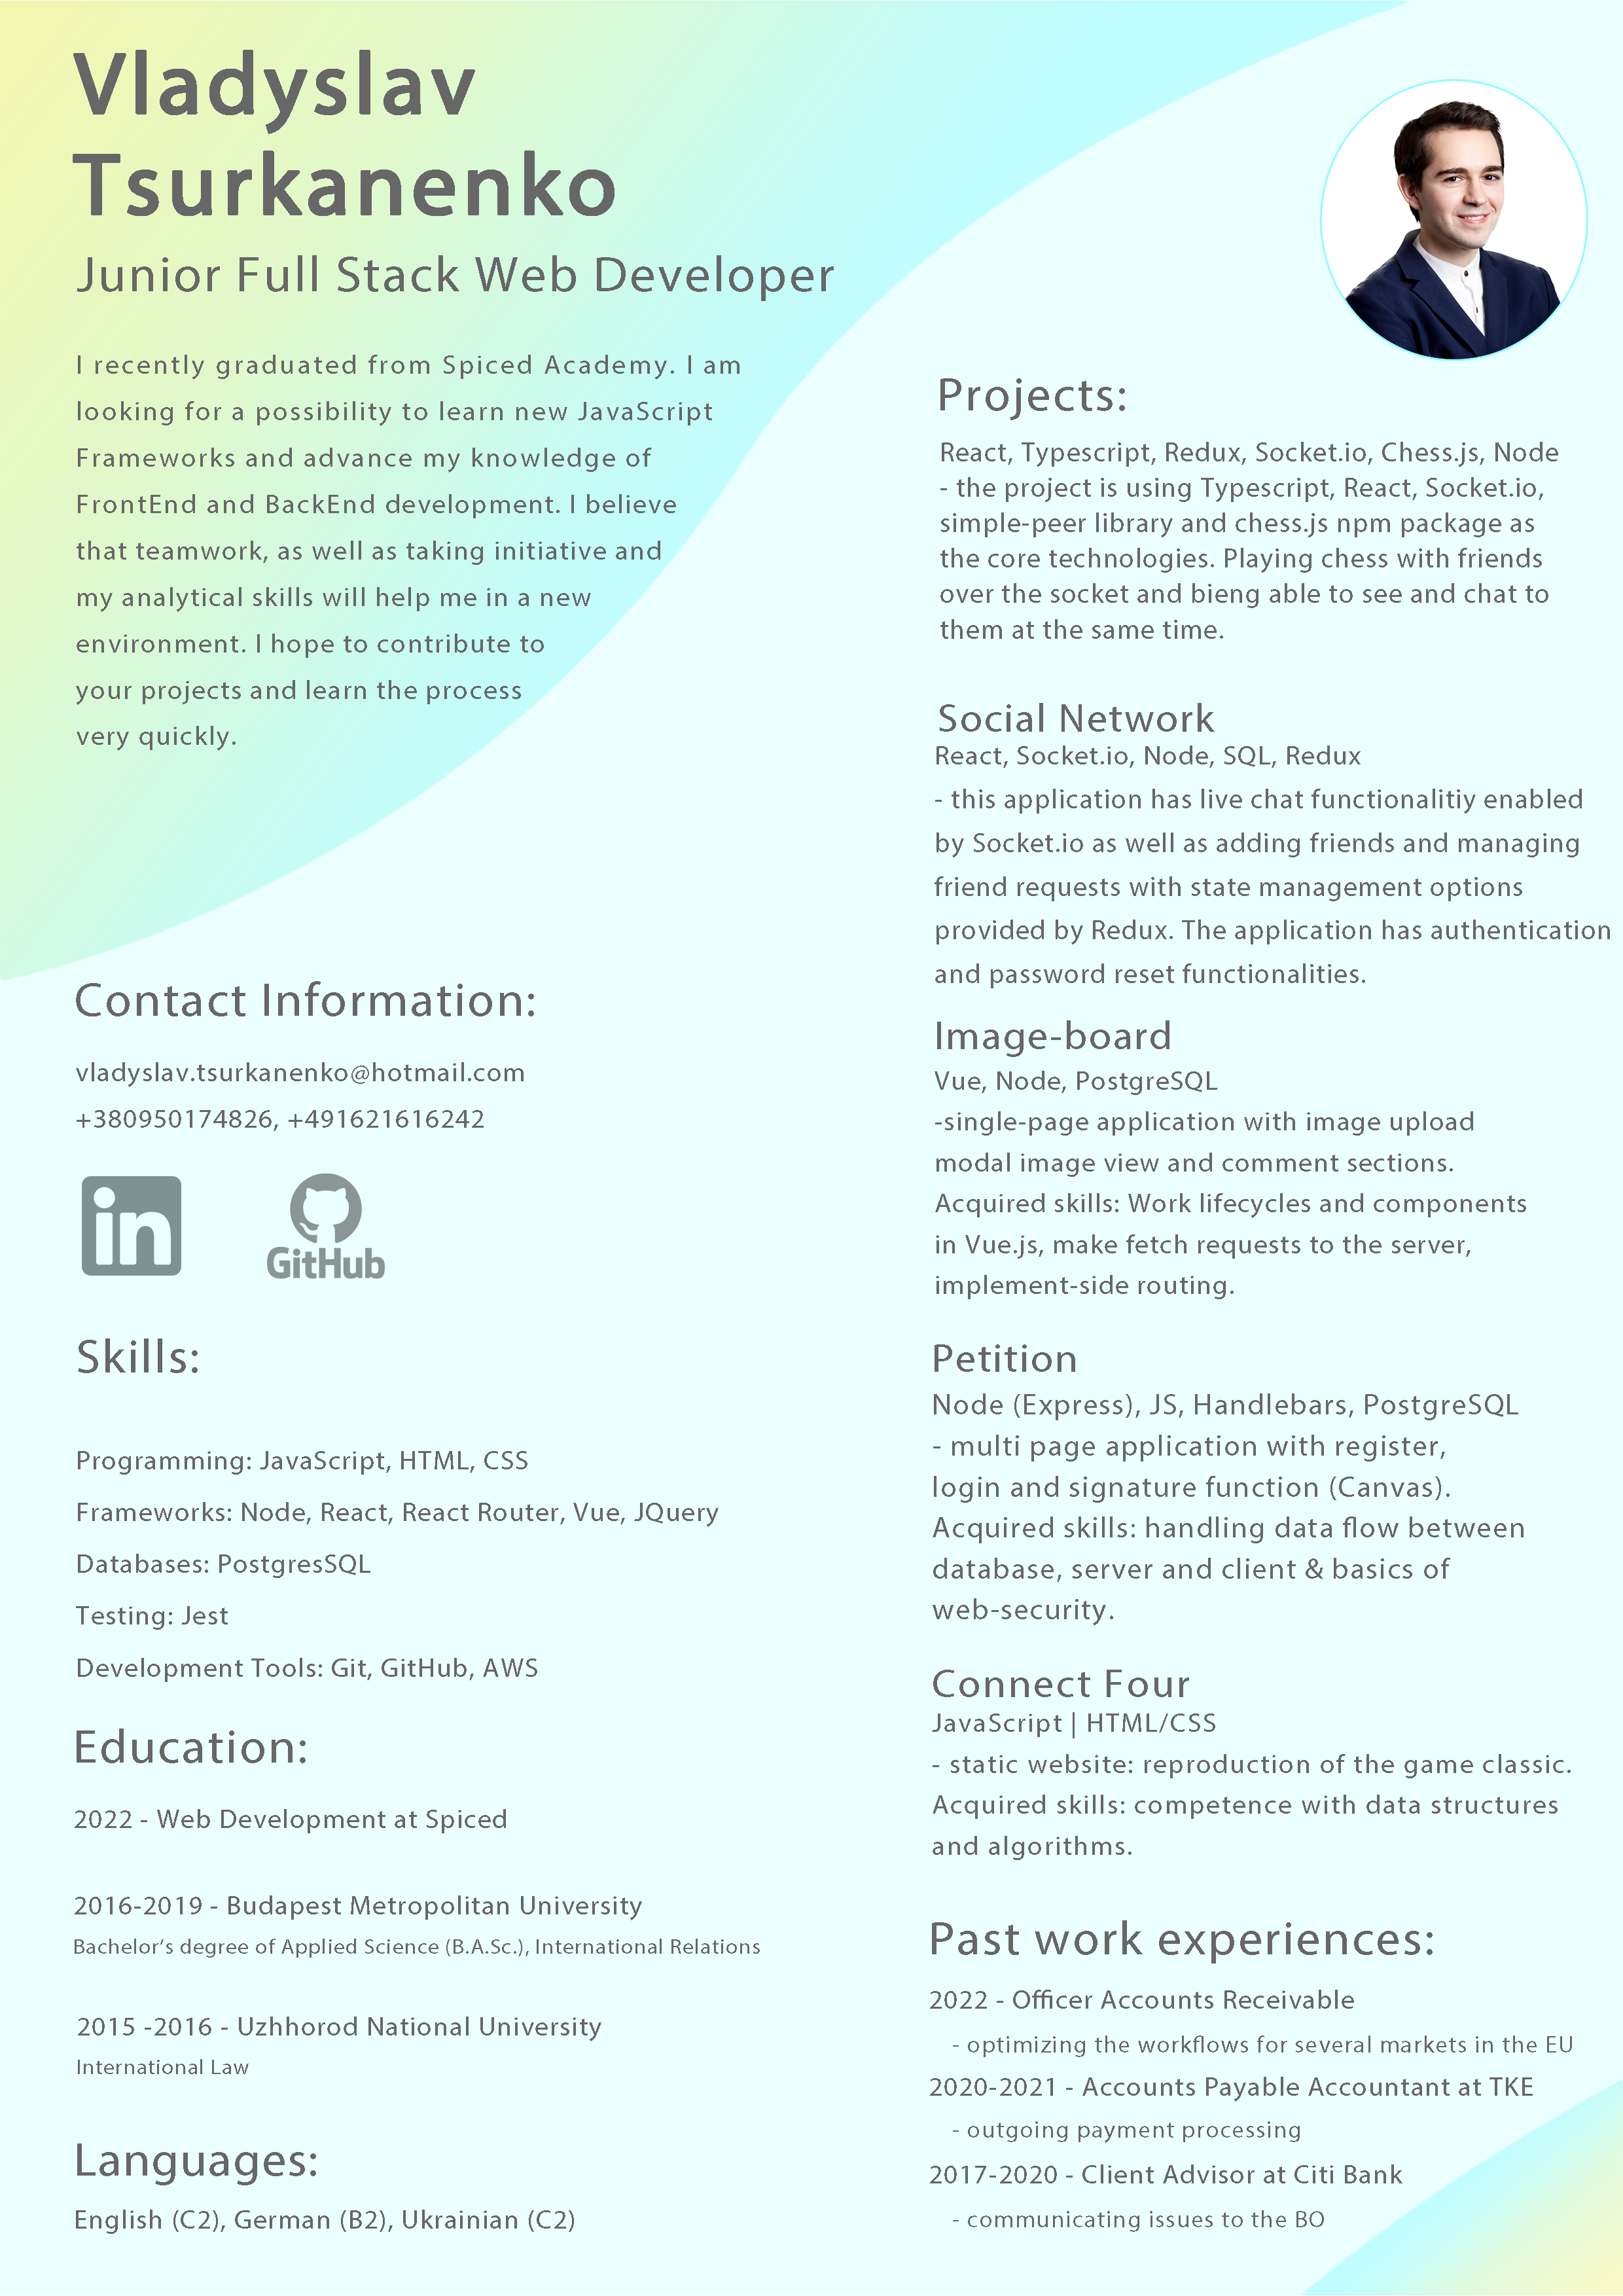 Vladyslav
Tsurkanenko
Junior Full Stack Web Developer
I recently graduated from Spiced Academy. I am
looking for a possibility to learn new JavaScript
Frameworks and advance my knowledge of
FrontEnd and BackEnd development. I believe
that teamwork, as well as taking initiative and
my analytical skills will help me in a new
environment. I hope to contribute to
your projects and learn the process
very quickly.
Contact Information:
vladyslav.tsurkanenko@hotmail.com
+380950174826, +491621616242
in
GitHub
Skills:
Programming: JavaScript, HTML, CSS
Frameworks: Node, React, React Router, Vue, JQuery
Databases: PostgresSQL
Testing: Jest
Development Tools: Git, GitHub, AWS
Education:
2022 - Web Development at Spiced
2016-2019 - Budapest Metropolitan University
Bachelor's degree of Applied Science (B.A.Sc.), International Relations
2015 -2016 - Uzhhorod National University
International Law
Languages:
English (C2), German (B2), Ukrainian (C2)
Projects:
React, Typescript, Redux, Socket.io, Chess.js, Node
- the project is using Typescript, React, Socket.io,
simple-peer library and chess.js npm package as
the core technologies. Playing chess with friends
over the socket and bieng able to see and chat to
them at the same time.
Social Network
React, Socket.io, Node, SQL, Redux
- this application has live chat functionalitiy enabled
by Socket.io as well as adding friends and managing
friend requests with state management options
provided by Redux. The application has authentication
and password reset functionalities.
Image-board
Vue, Node, PostgreSQL
-single-page application with image upload
modal image view and comment sections.
Acquired skills: Work lifecycles and components
in Vue.js, make fetch requests to the server,
implement-side routing.
Petition
Node (Express), JS, Handlebars, PostgreSQL
- multi page application with register,
login and signature function (Canvas).
Acquired skills: handling data flow between
database, server and client & basics of
web-security.
Connect Four
JavaScript | HTML/CSS
- static website: reproduction of the game classic.
Acquired skills: competence with data structures
and algorithms.
Past work experiences:
2022 - Officer Accounts Receivable
- optimizing the workflows for several markets in the EU
2020-2021 - Accounts Payable Accountant at TKE
- outgoing payment processing
2017-2020 - Client Advisor at Citi Bank
- communicating issues to the BO